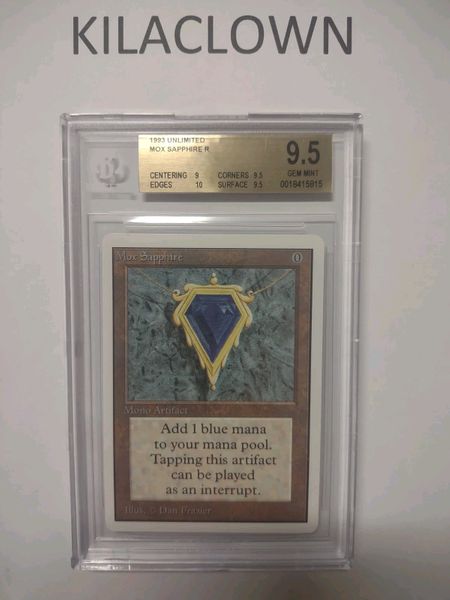 KILACLOWN
1993 UNLIMITED
MOX SAPPHIRE R
CENTERING 9 CORNERS 9.5
EDGES 10 SURFACE 9.5
9.5
GEM MINT
0018415915
Mox Sapphire 0
Mono Artifact
Add 1 blue mana
to your mana pool.
Tapping this artifact
can be played
as an interrupt.
Illus. © Dan Frazier